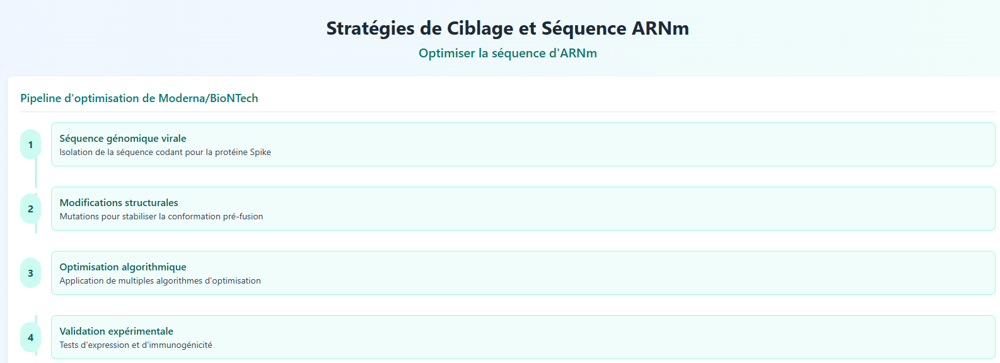 Stratégies de Ciblage et Séquence ARNm
Optimiser la séquence d'ARNm
Pipeline d'optimisation de Moderna/BioNTech
1
Séquence génomique virale
Isolation de la séquence codant pour la protéine Spike
2
Modifications structurales
Mutations pour stabiliser la conformation pré-fusion
3
Optimisation algorithmique
Application de multiples algorithmes d'optimisation
4
Validation expérimentale
Tests d'expression et d'immunogénicité